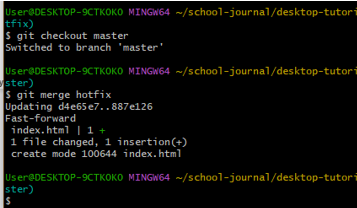 User@DESKTOP-9CTKOKO MINGW64 ~/school-journal/desktop-tutori
tfix)
$ git checkout master
Switched to branch 'master'
User@DESKTOP-9CTKOKO MINGW64 ~/school-journal/desktop-tutori
ster)
$ git merge hotfix
Updating d4e65e7..887e126
Fast-forward
index.html | 1 +
1 file changed, 1 insertion(+)
create mode 100644 index.html
User@DESKTOP-9CTKOKO MINGW64 ~/school-journal/desktop-tutori
ster)
$